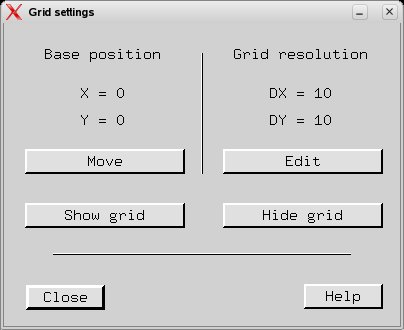 Grid settings
Base position
Grid resolution
X = 0
DX = 10
Y = 0
DY = 10
Move
Edit
Show grid
Hide grid
Close
Help